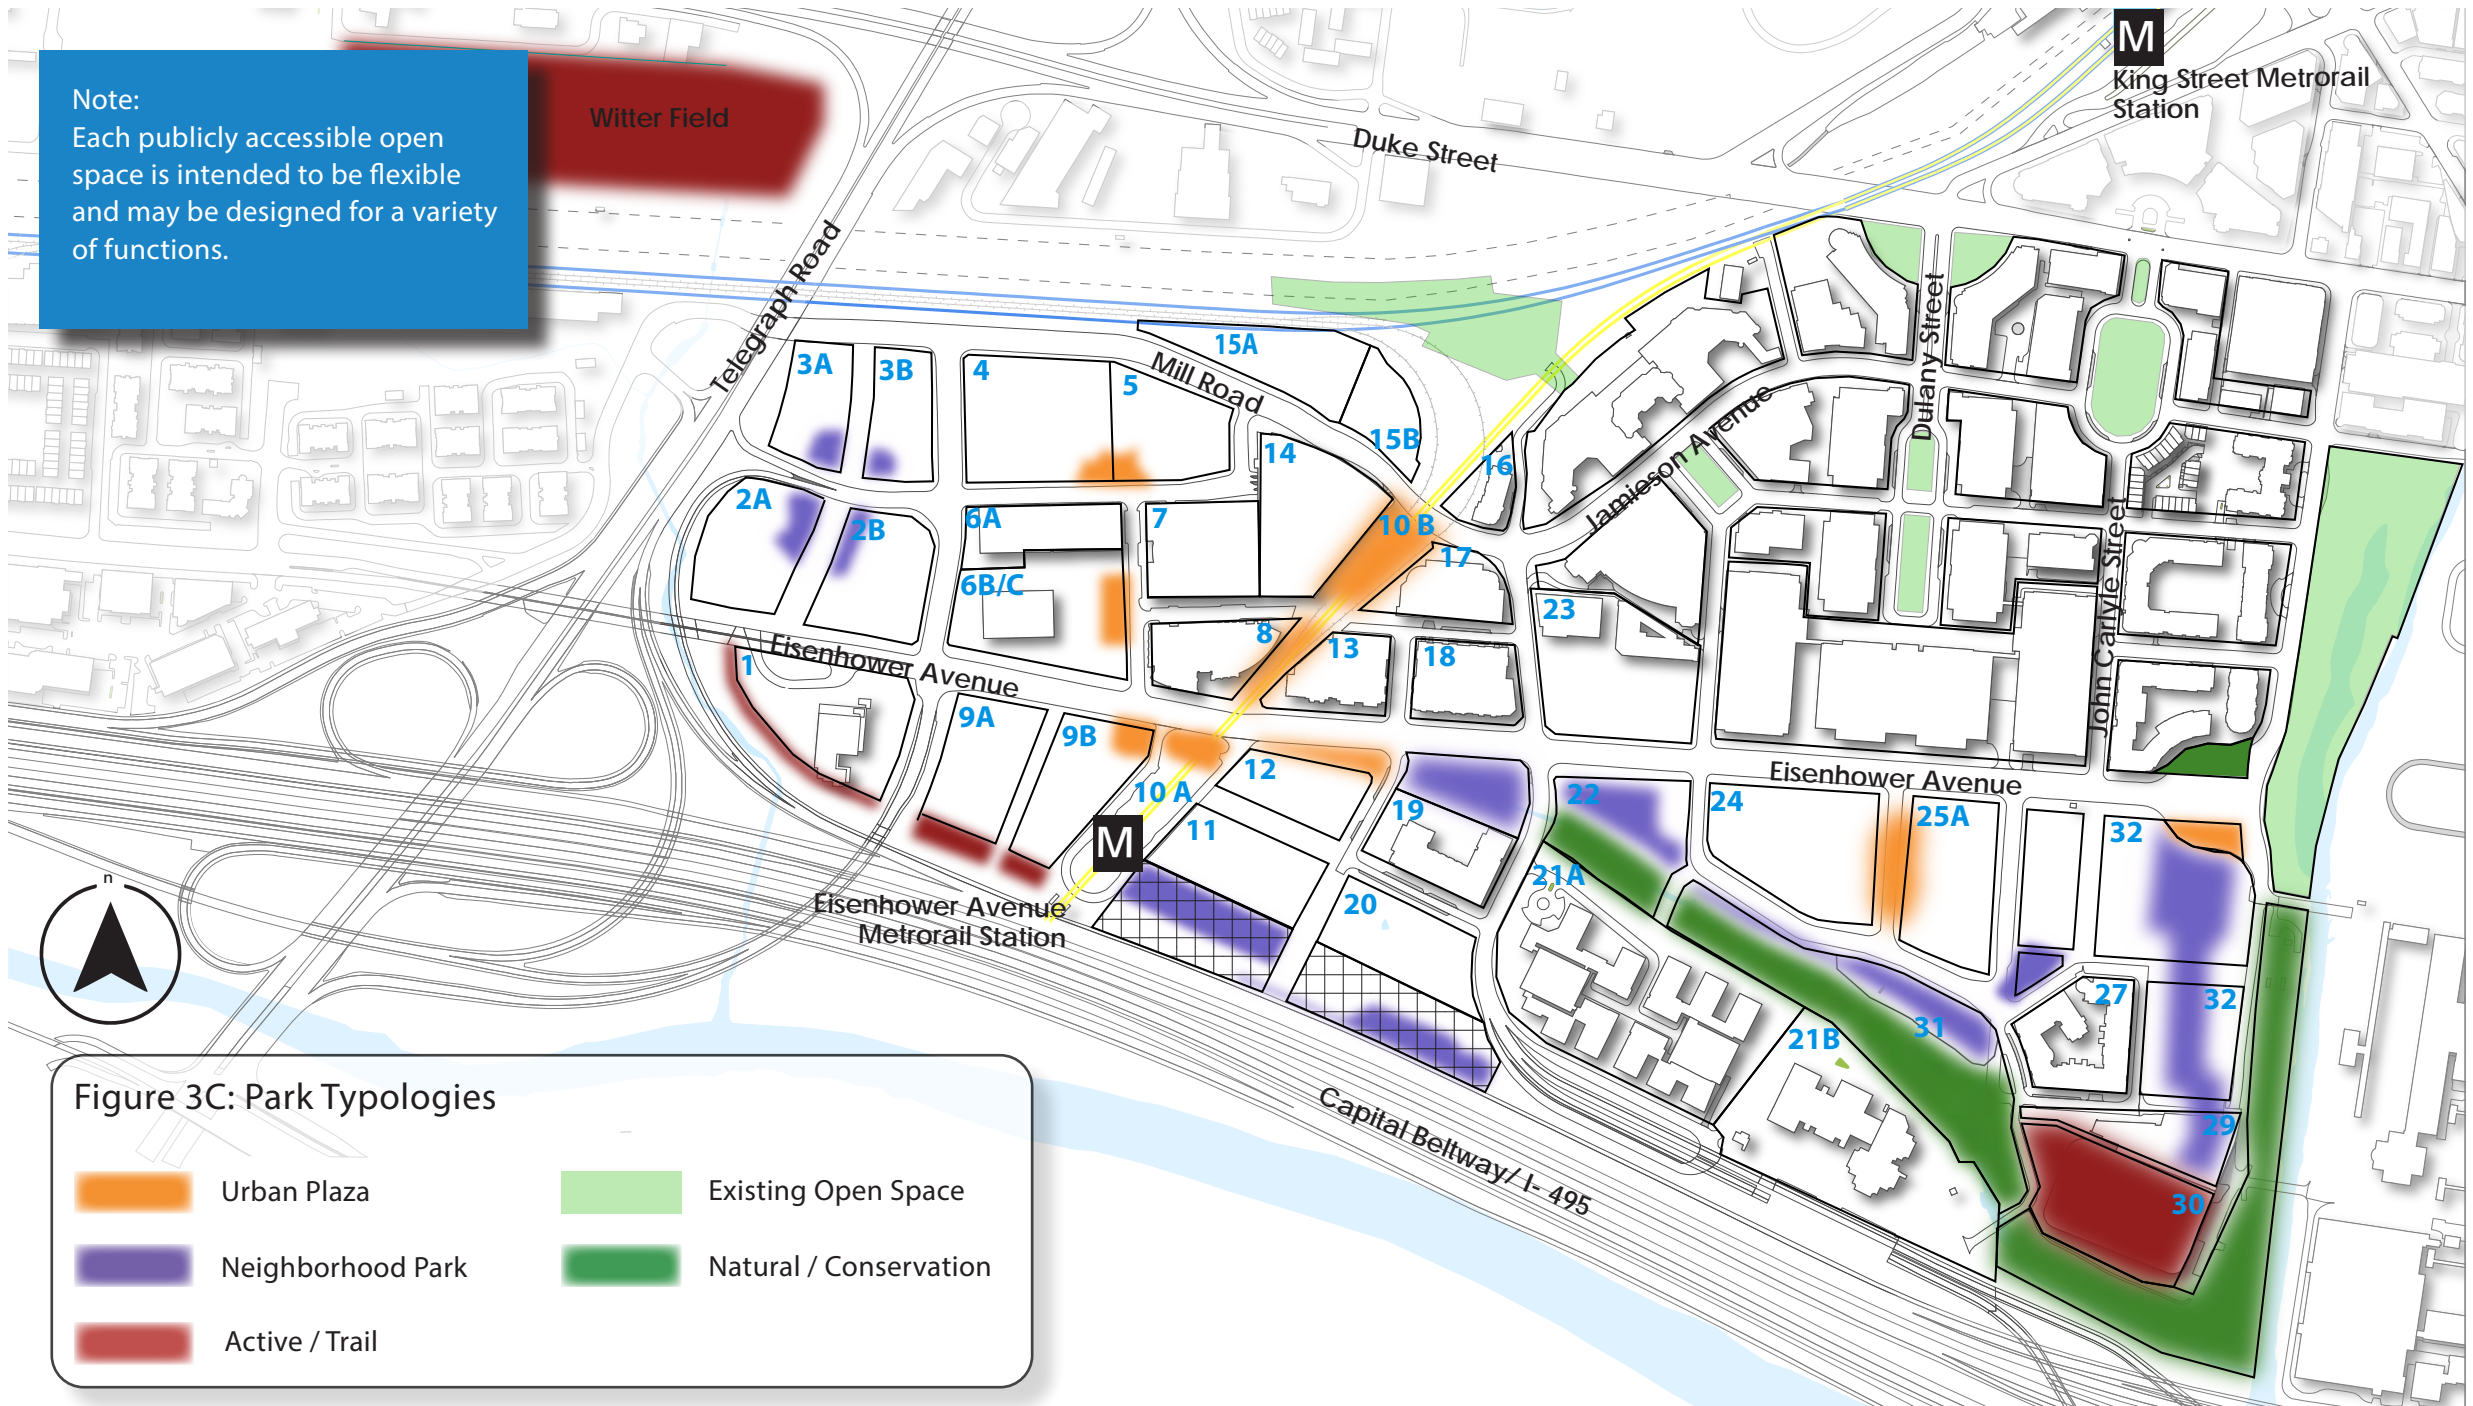 M
King Street Metrorail
Station
Note:
Each publicly accessible open
space is intended to be flexible
and may be designed for a variety
of functions.
Witter Field
Duke Street
Telegraph Road
Dulany Street
15A
Mill Road
3A
3B
4
5
Jamieson Avenue
15B
14
16
2A
2B
6A
7
10 B
17
John Carlyle Street
6B/C
23
8
13
18
1
Eisenhower Avenue
9A
9B
12
Eisenhower Avenue
10 A
22
24
25A
19
11
32
M
21A
20
Eisenhower Avenue
Metrorail Station
n
27
32
31
21B
Capital Beltway/ I- 495
29
30
Figure 3C: Park Typologies
Urban Plaza
Existing Open Space
Neighborhood Park
Natural / Conservation
Active / Trail